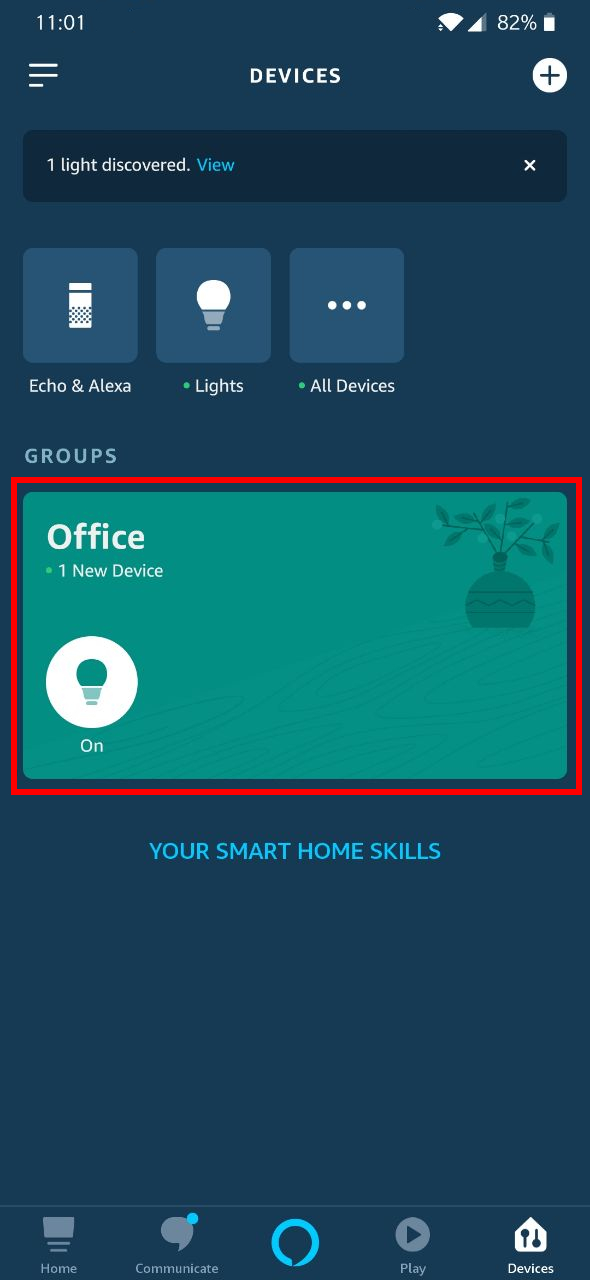 11:01 82%
DEVICES
1 light discovered. View
Echo & Alexa Lights All Devices
GROUPS
Office
1 New Device
On
YOUR SMART HOME SKILLS
Home Communicate Play Devices